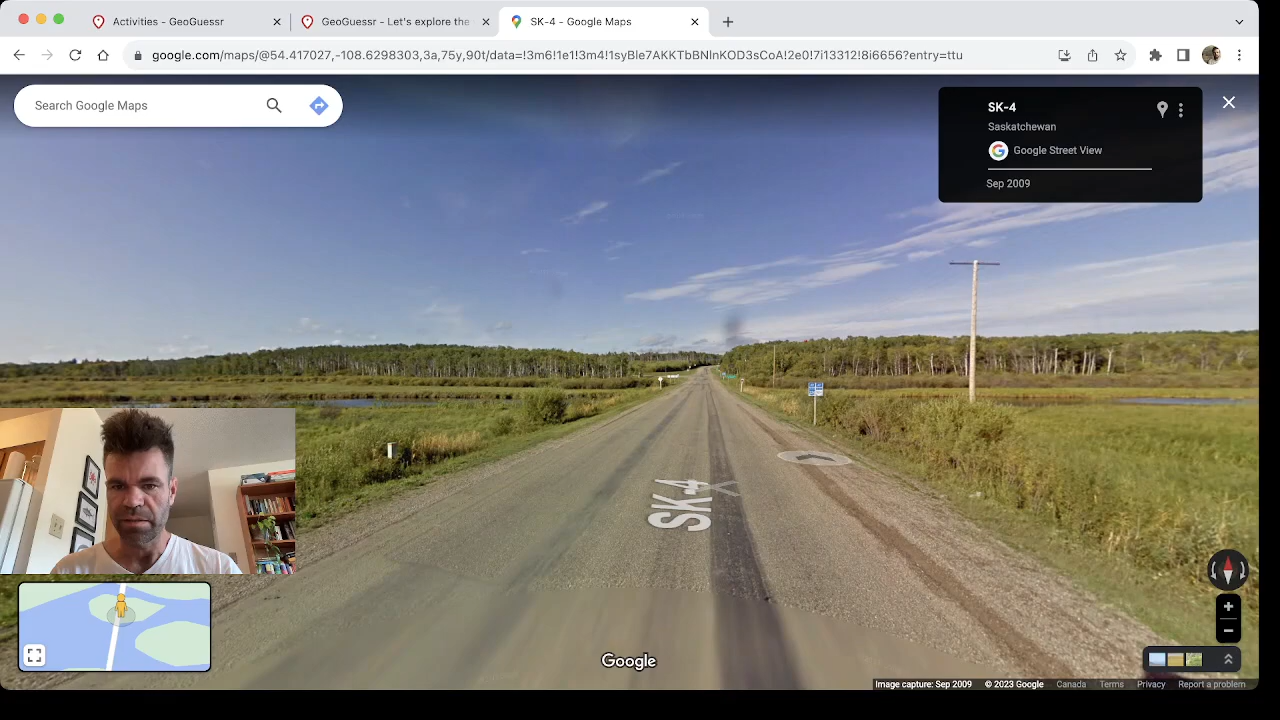 Activities - GeoGuessr
GeoGuessr - Let's explore the
SK-4 - Google Maps
google.com/maps/@54.417027,-108.6298303,3a,75y,90t/data=!3m6!1e1!3m4!1syBle7AKKTbBNlnKOD3sCoA!2e0!7i13312!8i6656?entry=ttu
Search Google Maps
SK-4
Saskatchewan
Google Street View
Sep 2009
SK-4
Google
Image capture: Sep 2009 © 2023 Google Canada Terms Privacy Report a problem